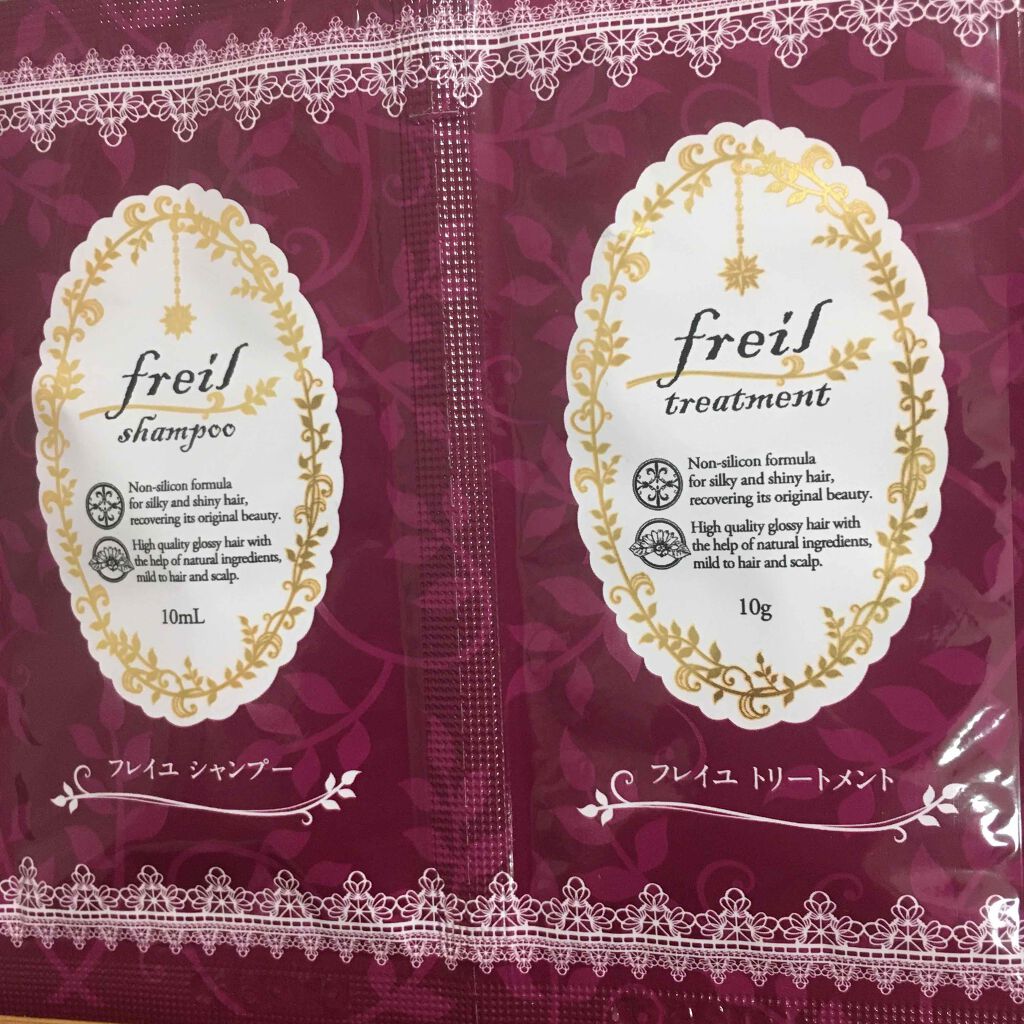 freil
shampoo
Non-silicon formula
for silky and shiny hair,
recovering its original beauty.
High quality glossy hair with
the help of natural ingredients,
mild to hair and scalp.
10mL
フレイユ シャンプー
freil
treatment
Non-silicon formula
for silky and shiny hair,
recovering its original beauty.
High quality glossy hair with
the help of natural ingredients,
mild to hair and scalp.
10g
フレイユ トリートメント